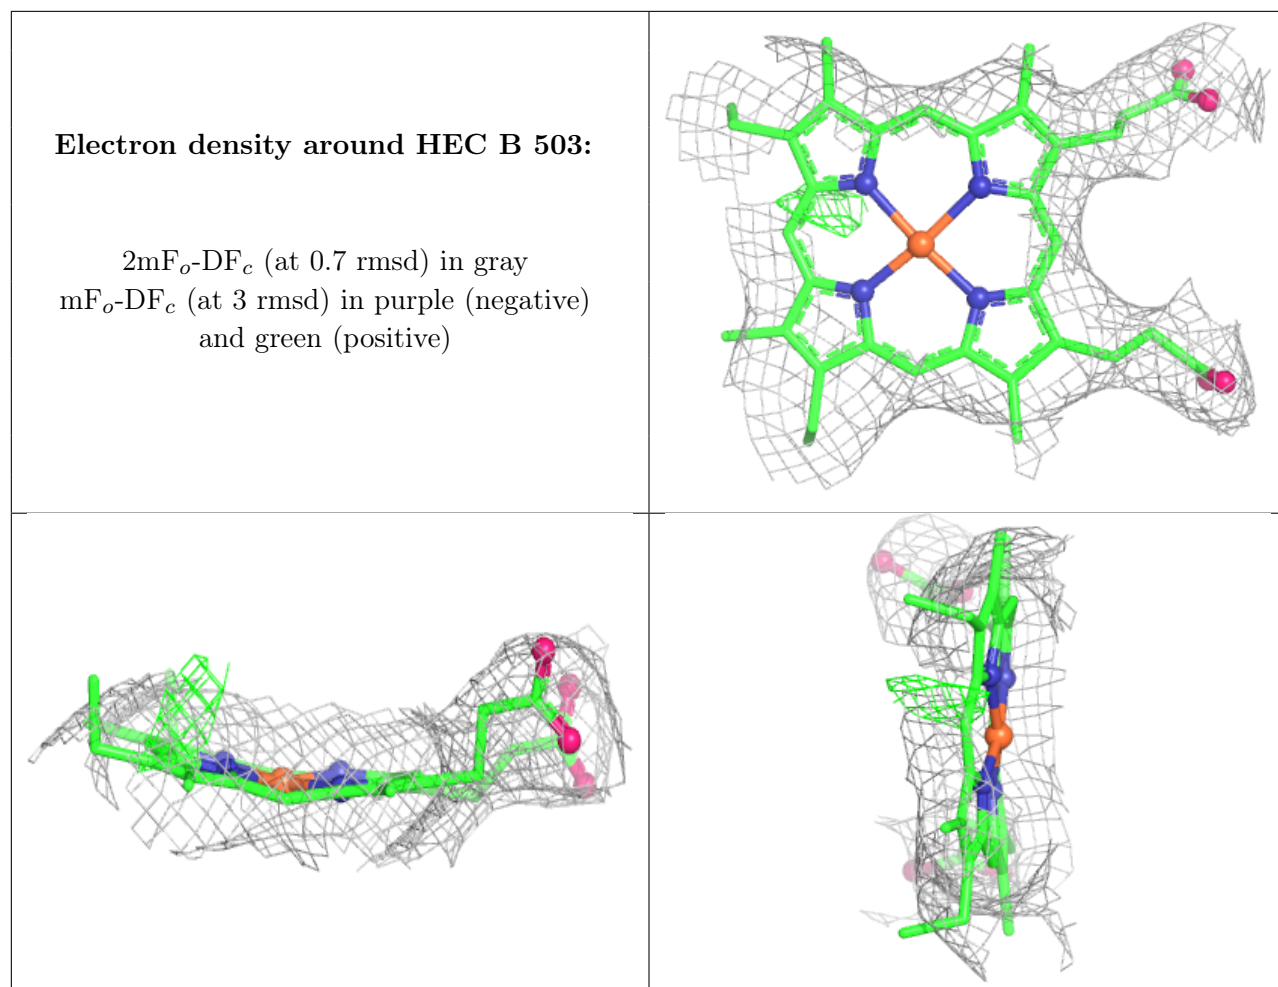 Electron density around HEC B 503:
2mFo-DFc (at 0.7 rmsd) in gray
mFo-DFc (at 3 rmsd) in purple (negative)
and green (positive)